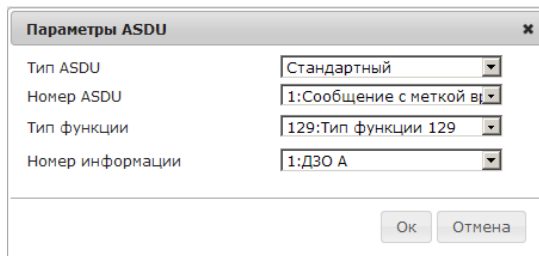 Параметры ASDU
Тип ASDU Стандартный
Номер ASDU 1:Сообщение с меткой
Тип функции 129:Тип функции 129
Номер информации 1:ДЗО А
Ок Отмена